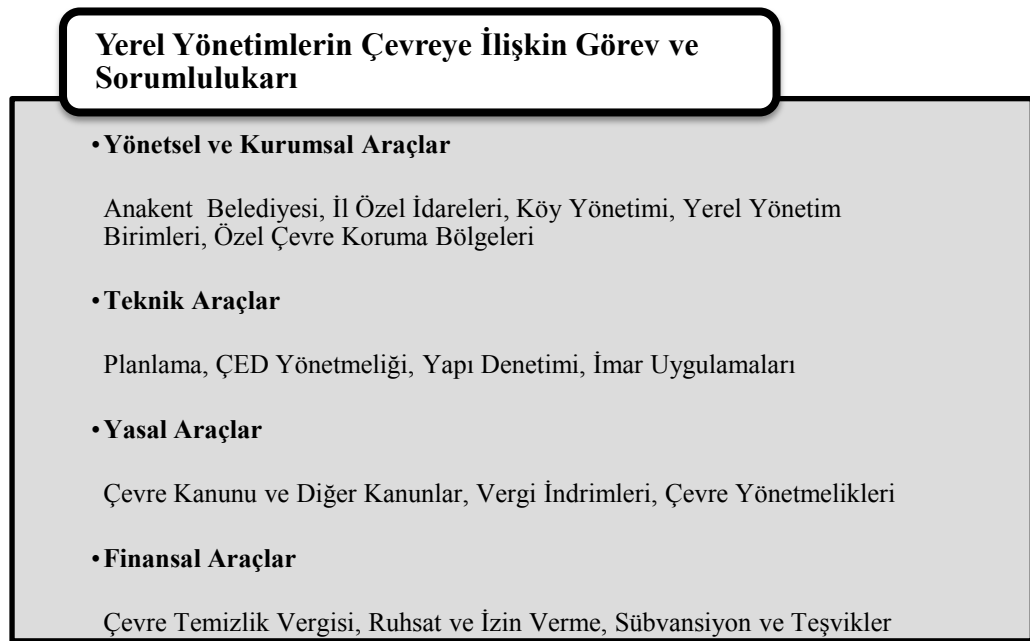 Yerel Yönetimlerin Çevreye İlişkin Görev ve
Sorumlulukarı
•Yönetsel ve Kurumsal Araçlar
Anakent Belediyesi, İl Özel İdareleri, Köy Yönetimi, Yerel Yönetim
Birimleri, Özel Çevre Koruma Bölgeleri
•Teknik Araçlar
Planlama, ÇED Yönetmeliği, Yapı Denetimi, İmar Uygulamaları
•Yasal Araçlar
Çevre Kanunu ve Diğer Kanunlar, Vergi İndrimleri, Çevre Yönetmelikleri
•Finansal Araçlar
Çevre Temizlik Vergisi, Ruhsat ve İzin Verme, Sübvansiyon ve Teşvikler